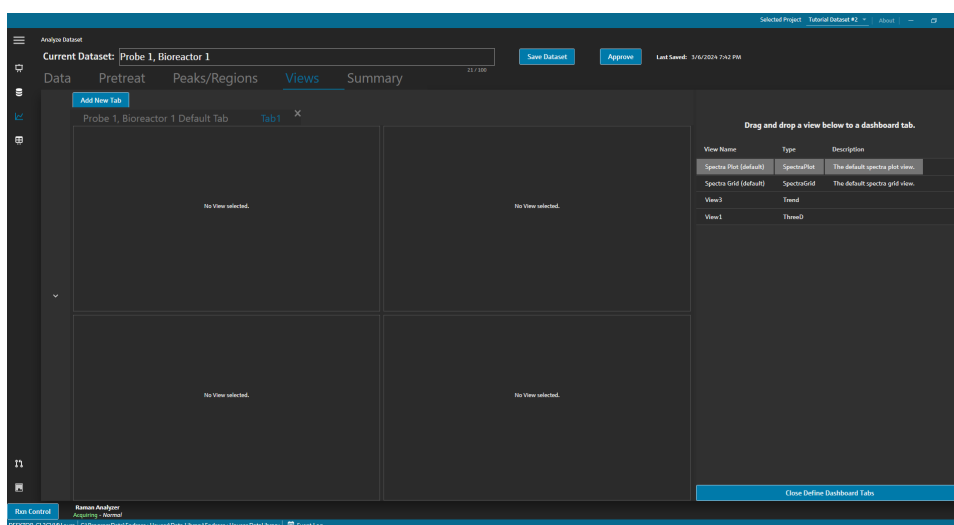 Selected Project Tutorial Dataset #2 About
Analyze Dataset
Current Dataset: Probe 1, Bioreactor 1 Save Dataset Approve Last Saved: 3/6/2024 7:42 PM
21 / 100
Data Pretreat Peaks/Regions Views Summary
Add New Tab
Probe 1, Bioreactor 1 Default Tab Tab1 X
Drag and drop a view below to a dashboard tab.
View Name Type Description
Spectra Plot (default) SpectraPlot The default spectra plot view.
Spectra Grid (default) SpectraGrid The default spectra grid view.
View3 Trend
View1 ThreeD
No View selected. No View selected.
No View selected. No View selected.
Close Define Dashboard Tabs
Rxn Control
Raman Analyzer
Acquiring - Normal